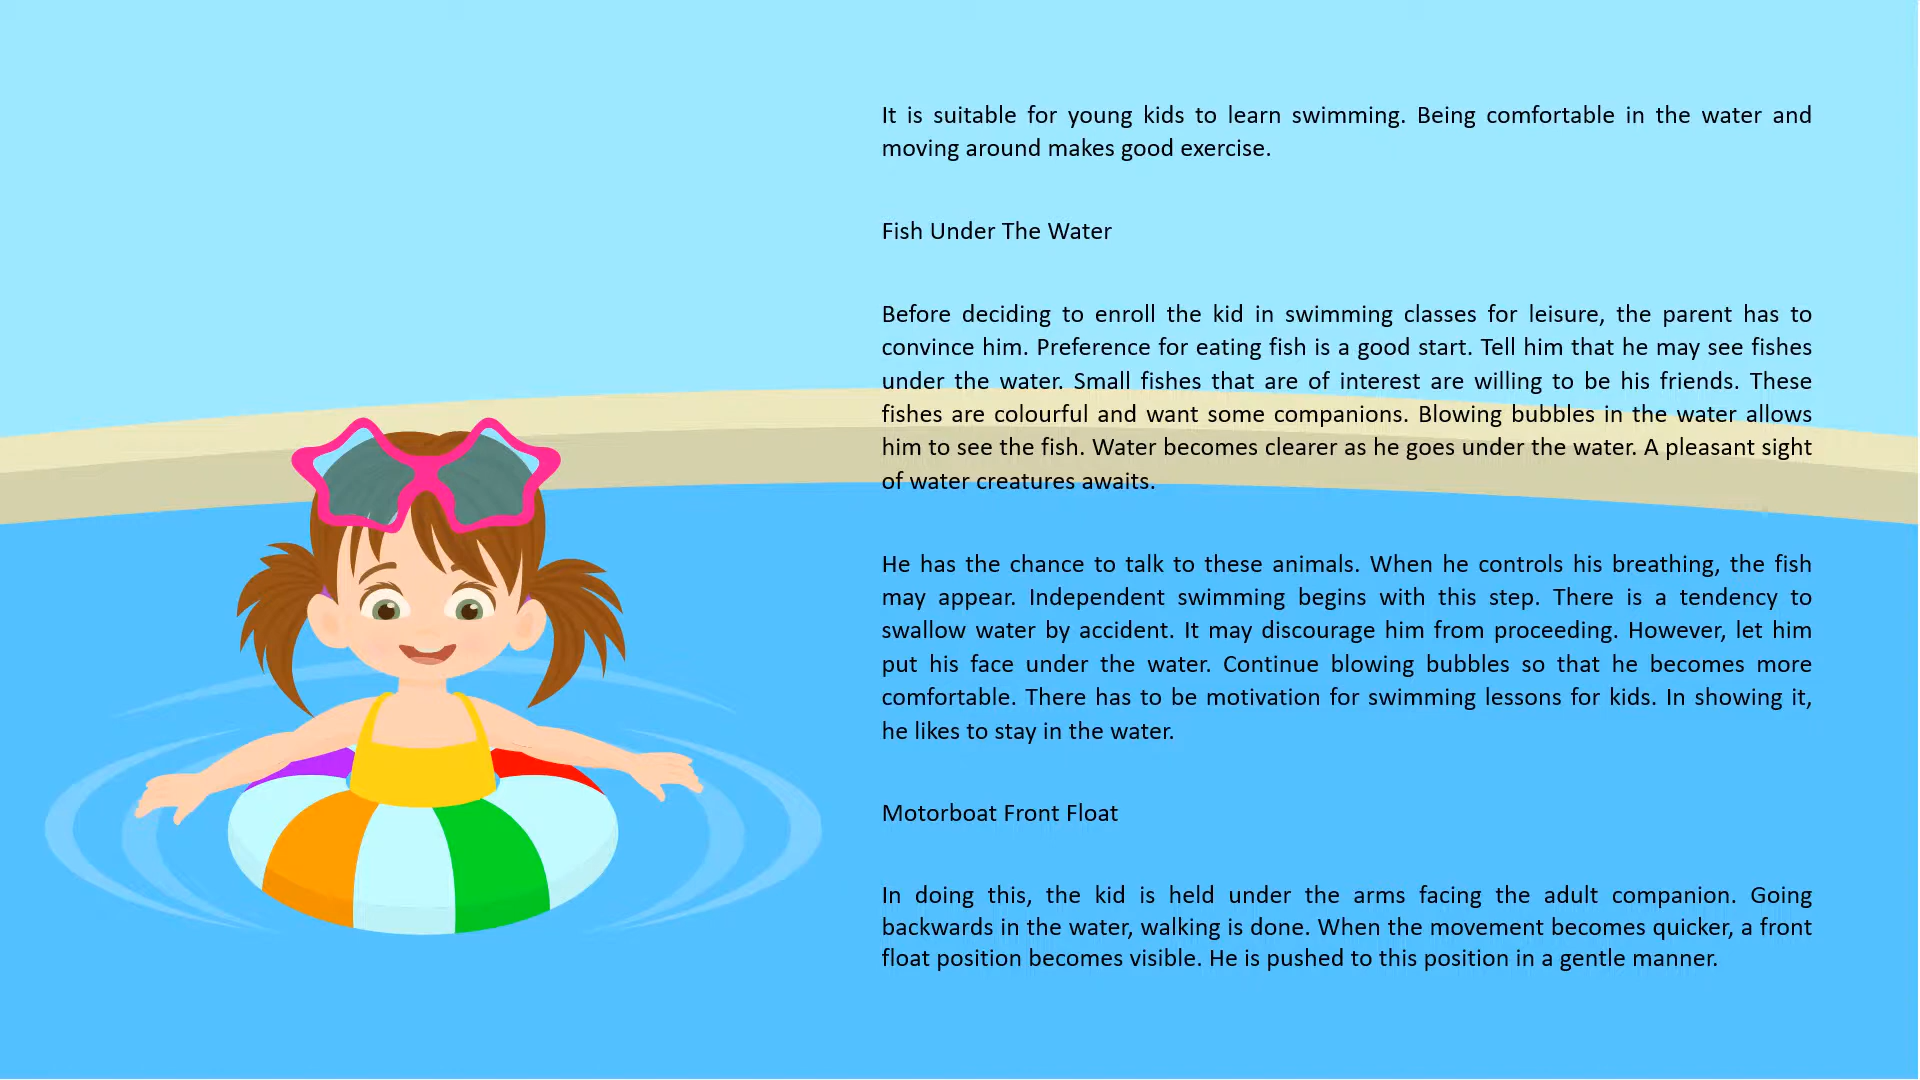 It is suitable for young kids to learn swimming. Being comfortable in the water and
moving around makes good exercise.
Fish Under The Water
Before deciding to enroll the kid in swimming classes for leisure, the parent has to
convince him. Preference for eating fish is a good start. Tell him that he may see fishes
under the water. Small fishes that are of interest are willing to be his friends. These
fishes are colourful and want some companions. Blowing bubbles in the water allows
him to see the fish. Water becomes clearer as he goes under the water. A pleasant sight
of water creatures awaits.
He has the chance to talk to these animals. When he controls his breathing, the fish
may appear. Independent swimming begins with this step. There is a tendency to
swallow water by accident. It may discourage him from proceeding. However, let him
put his face under the water. Continue blowing bubbles so that he becomes more
comfortable. There has to be motivation for swimming lessons for kids. In showing it,
he likes to stay in the water.
Motorboat Front Float
In doing this, the kid is held under the arms facing the adult companion. Going
backwards in the water, walking is done. When the movement becomes quicker, a front
float position becomes visible. He is pushed to this position in a gentle manner.